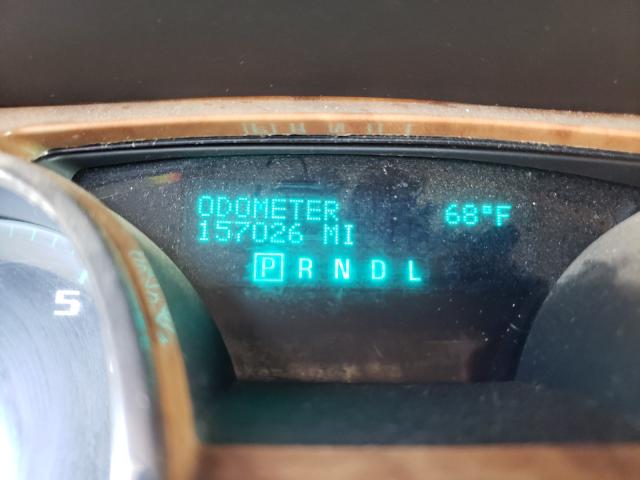 ODOMETER 68°F
157026 MI
P R N D L
5